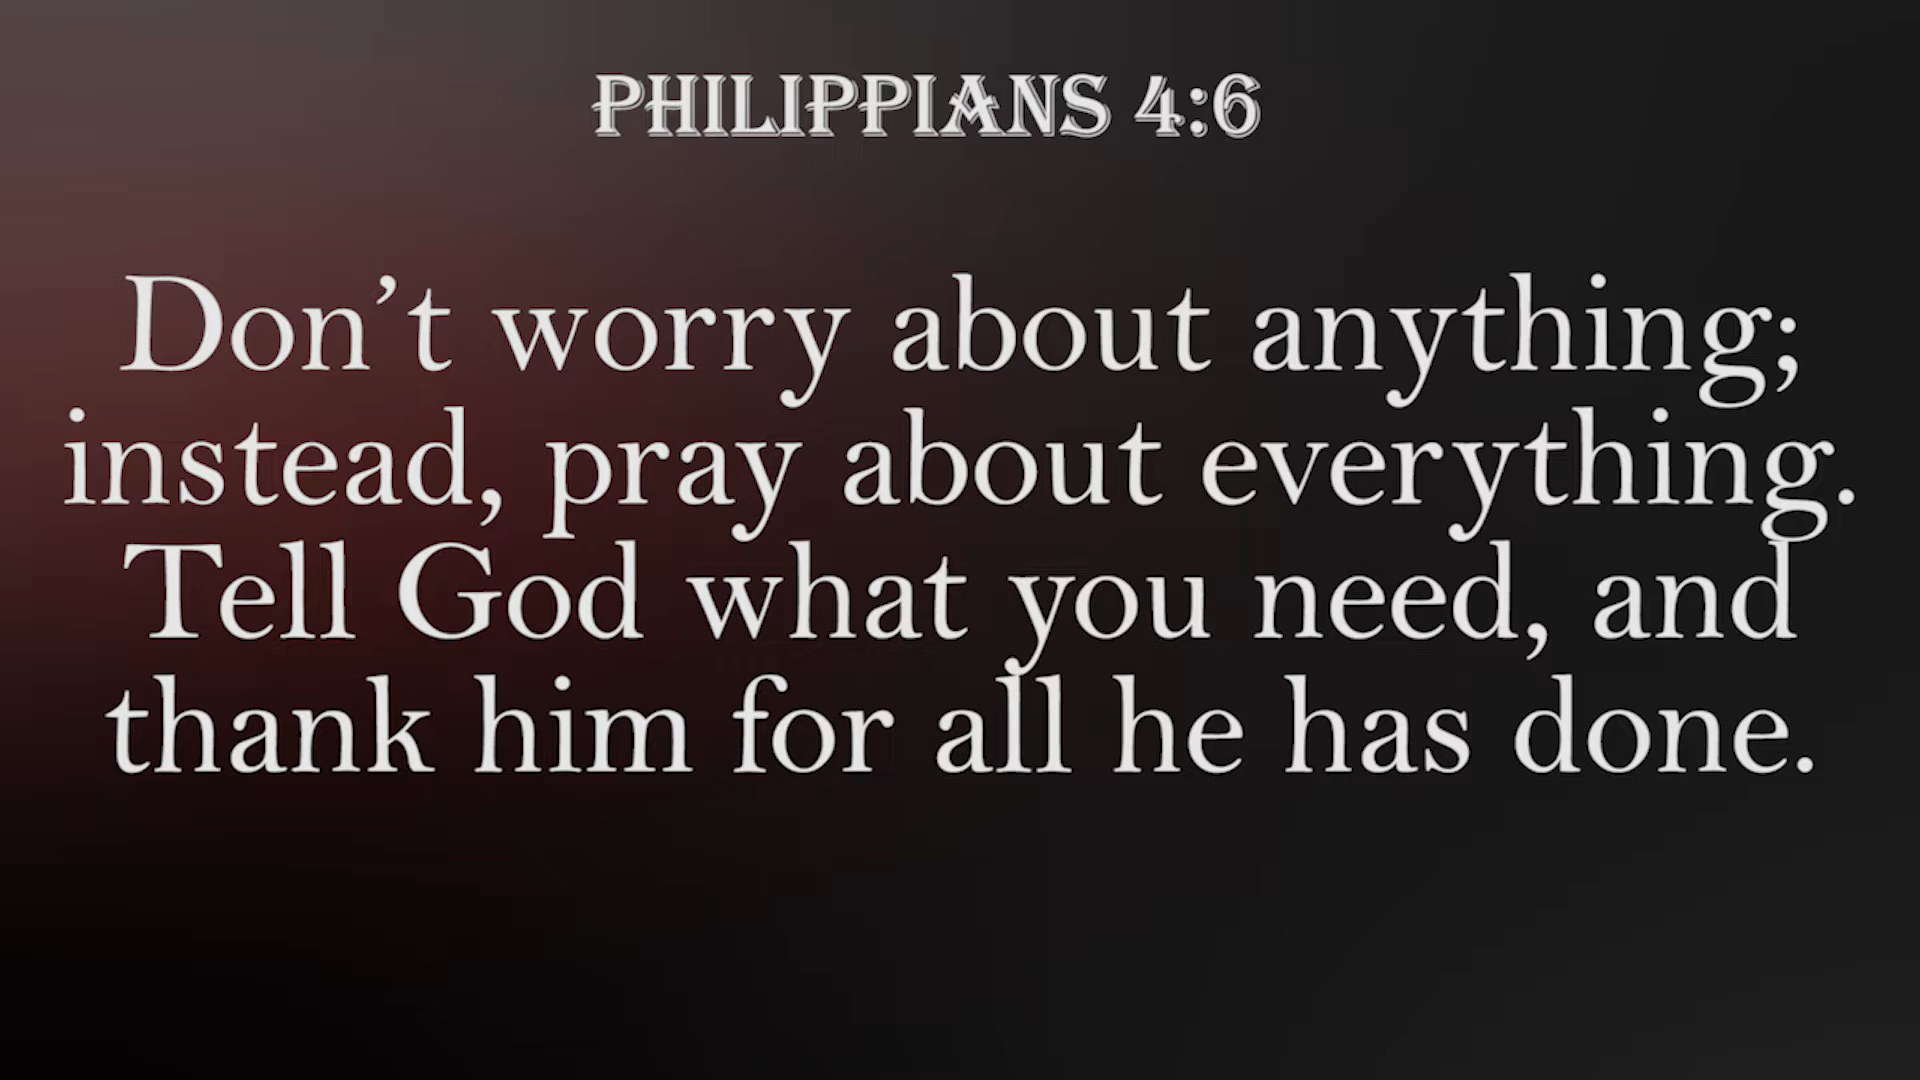 PHILIPPIANS 4:6
Don’t worry about anything;
instead, pray about everything.
Tell God what you need, and
thank him for all he has done.